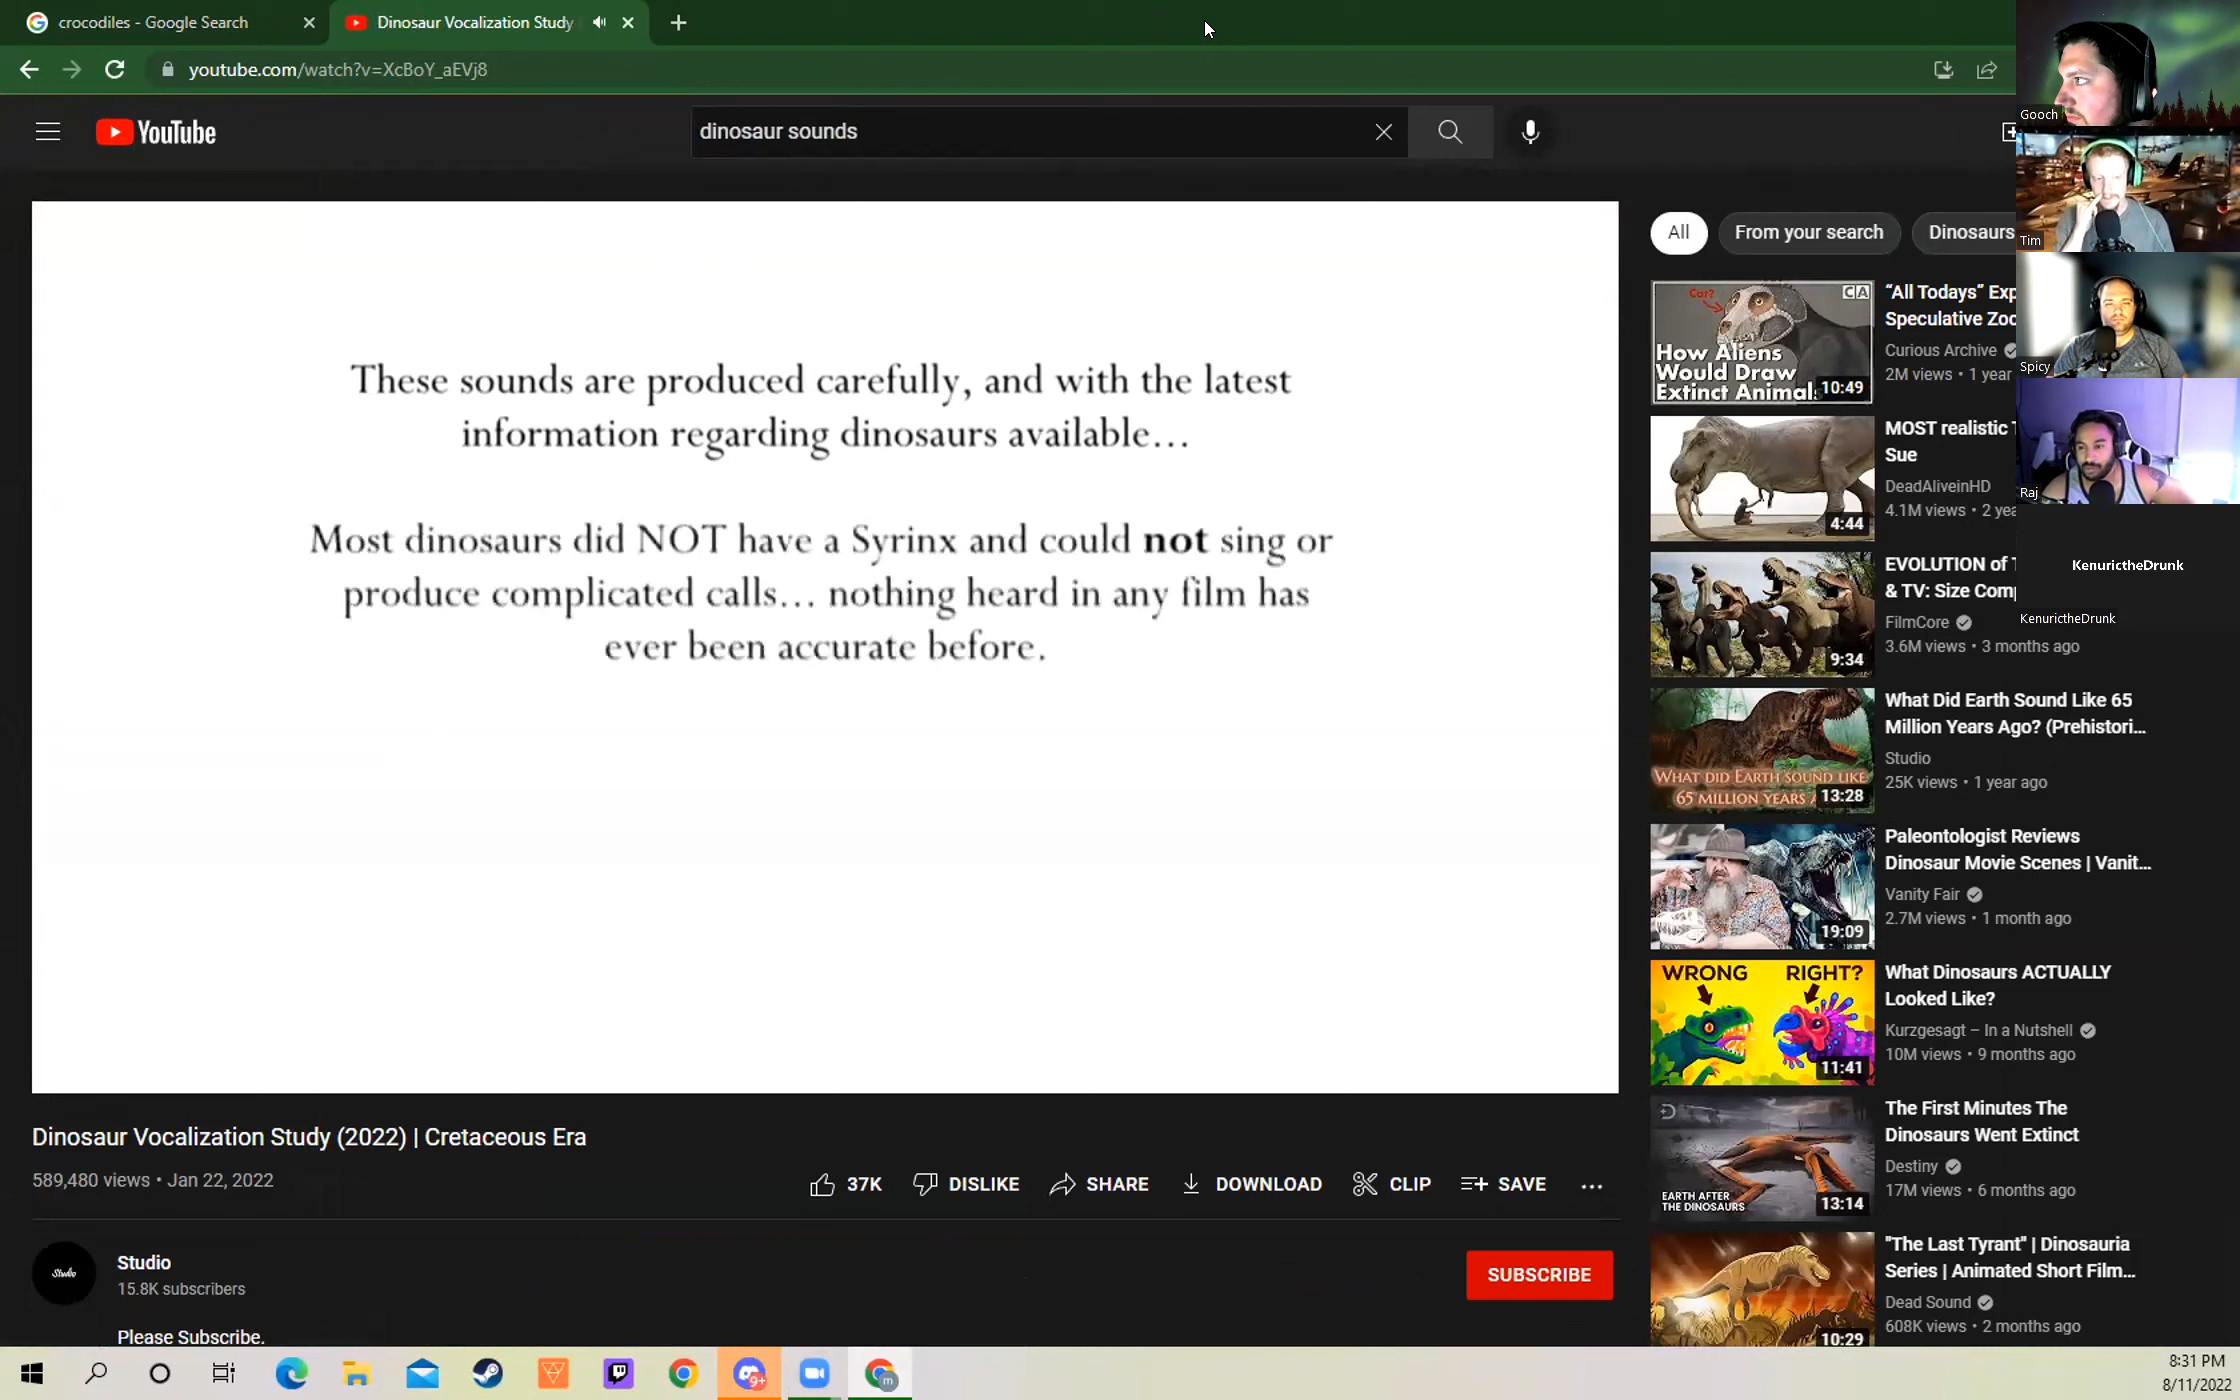 crocodiles - Google Search
Dinosaur Vocalization Study
youtube.com/watch?v=XcBoY_aEVj8
YouTube
dinosaur sounds
These sounds are produced carefully, and with the latest
information regarding dinosaurs available...
Most dinosaurs did NOT have a Syrinx and could not sing or
produce complicated calls... nothing heard in any film has
ever been accurate before.
Dinosaur Vocalization Study (2022) | Cretaceous Era
589,480 views • Jan 22, 2022
37K
DISLIKE
SHARE
DOWNLOAD
CLIP
SAVE
Studio
Studio
15.8K subscribers
SUBSCRIBE
Please Subscribe.
All
From your search
Dinosaurs
Car?
CA
How Aliens
Would Draw
Extinct Animal
10:49
"All Todays" Exp
Speculative Zoo
Curious Archive
2M views • 1 year
4:44
MOST realistic T
Sue
DeadAliveinHD
4.1M views • 2 yea
9:34
EVOLUTION of T
& TV: Size Comp
FilmCore
3.6M views • 3 months ago
WHAT DID EARTH SOUND LIKE
65 MILLION YEARS A
13:28
What Did Earth Sound Like 65
Million Years Ago? (Prehistori...
Studio
25K views • 1 year ago
19:09
Paleontologist Reviews
Dinosaur Movie Scenes | Vanit...
Vanity Fair
2.7M views • 1 month ago
WRONG
RIGHT?
11:41
What Dinosaurs ACTUALLY
Looked Like?
Kurzgesagt – In a Nutshell
10M views • 9 months ago
EARTH AFTER
THE DINOSAURS
13:14
The First Minutes The
Dinosaurs Went Extinct
Destiny
17M views • 6 months ago
10:29
"The Last Tyrant" | Dinosauria
Series | Animated Short Film...
Dead Sound
608K views • 2 months ago
Gooch
Tim
Spicy
Raj
KenurictheDrunk
KenurictheDrunk
9+
m
8:31 PM
8/11/2022